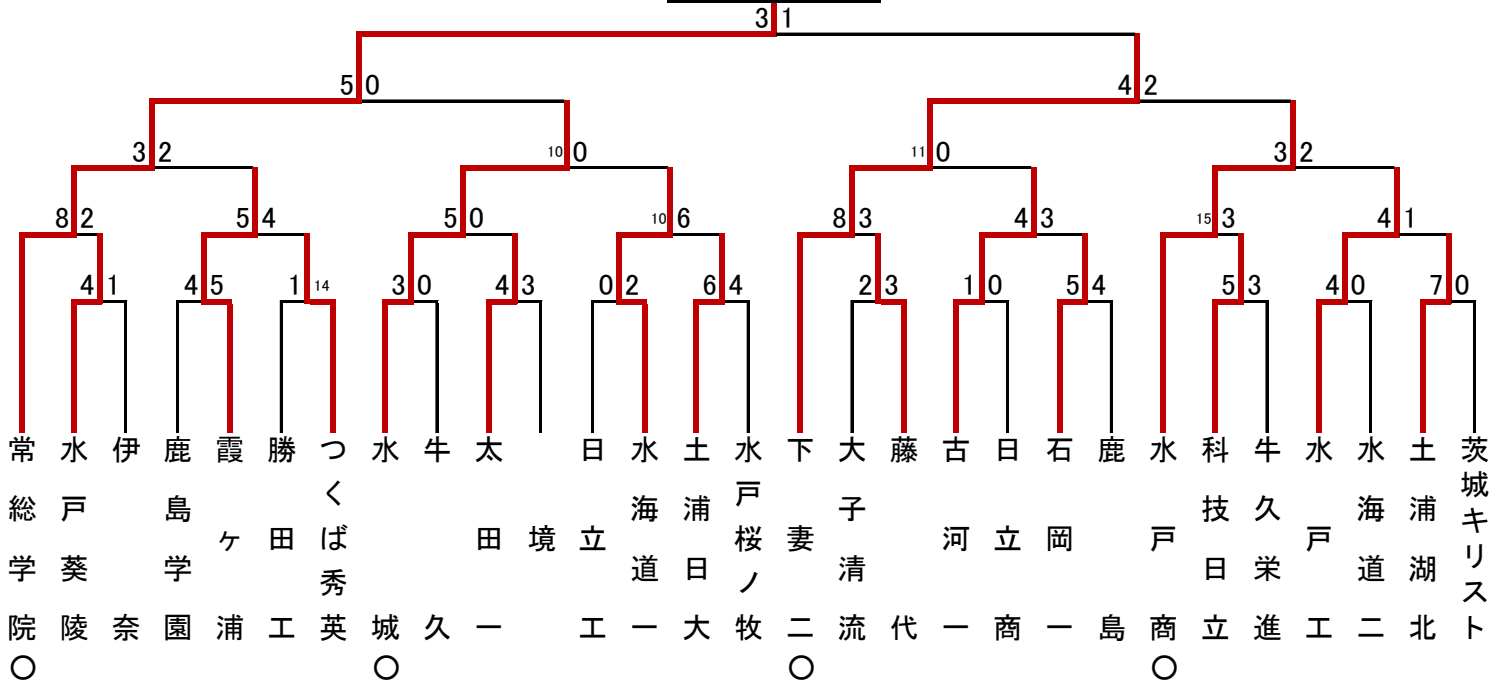 3 1
5 0 4 2
3 2 10 0 11 0 3 2
8 2 5 4 5 0 10 6 8 3 4 3 15 3 4 1
4 1 4 5 1 14 3 0 4 3 0 2 6 4 2 3 1 0 5 4 5 3 4 0 7 0
常総学院
水戸葵陵
伊奈
鹿島学園
霞ヶ浦
勝田工
つくば秀英
水城
牛久
太田一
境
日立工
水海道一
土浦日大
水戸桜ノ牧
下妻二
大子清流
藤代
古河一
日立商
石岡一
鹿島
水戸商
科技日立
牛久栄進
水戸工
水海道二
土浦湖北
茨城キリスト
○ ○ ○ ○